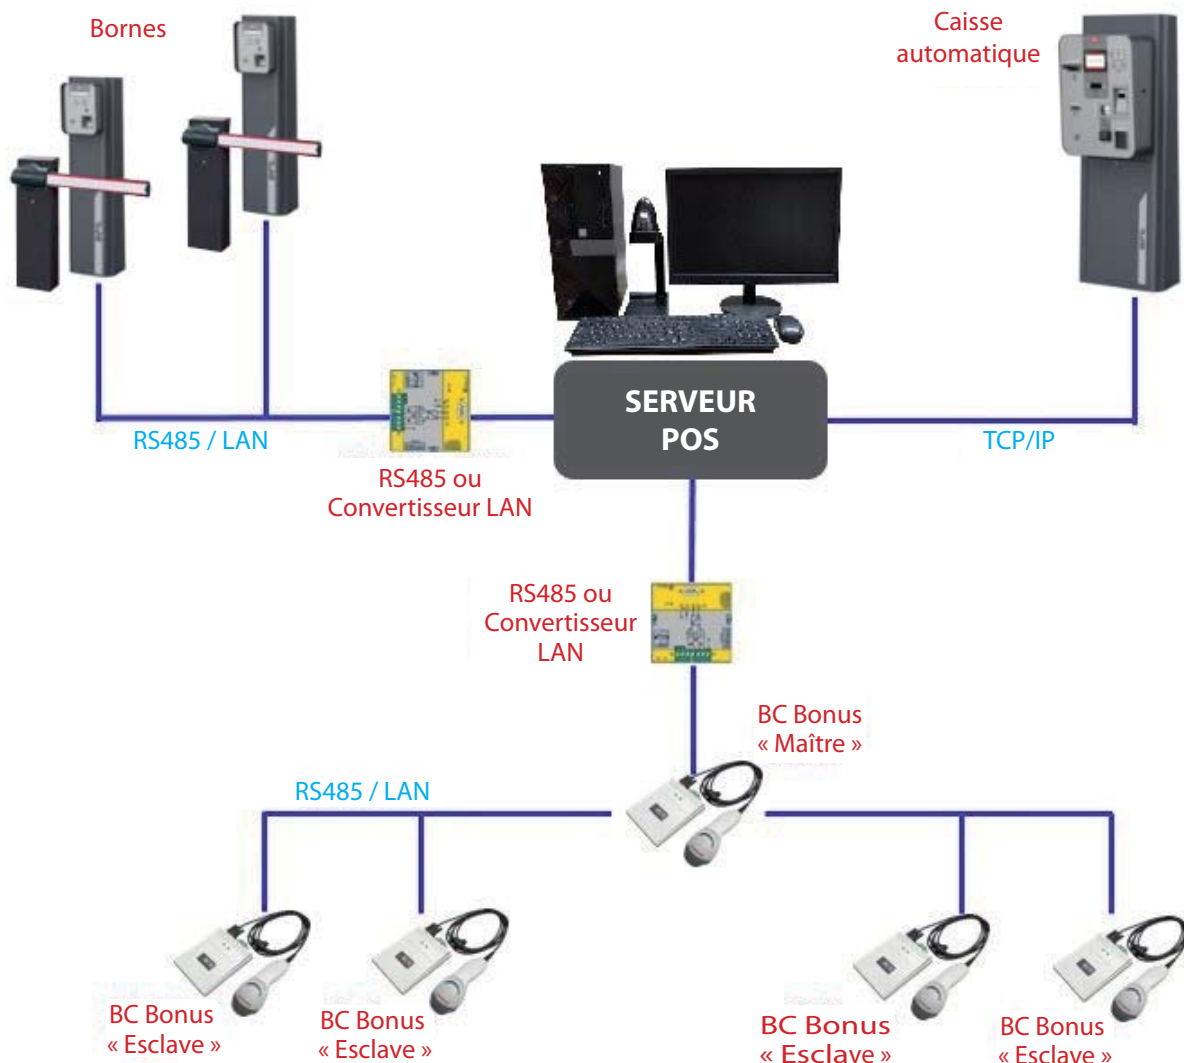 Bornes
Caisse
automatique
SERVEUR
POS
RS485 / LAN
TCP/IP
RS485 ou
Convertisseur LAN
RS485 ou
Convertisseur
LAN
BC Bonus
« Maître »
RS485 / LAN
BC Bonus
« Esclave »
BC Bonus
« Esclave »
BC Bonus
« Esclave »
BC Bonus
« Esclave »